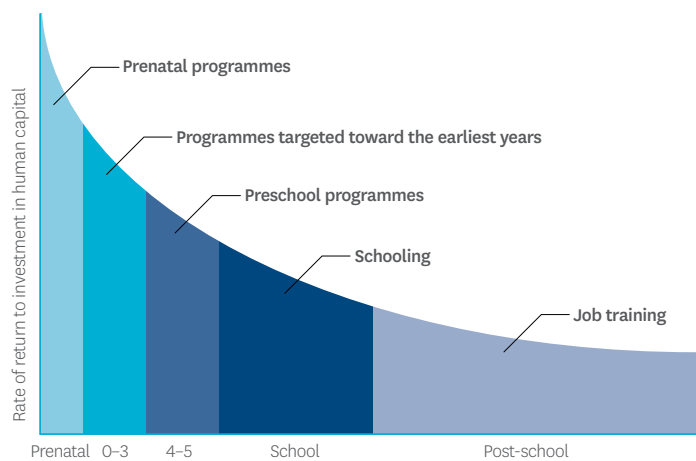 Prenatal programmes
Programmes targeted toward the earliest years
Preschool programmes
Schooling
Job training
Rate of return to investment in human capital
Prenatal
0–3
4–5
School
Post-school